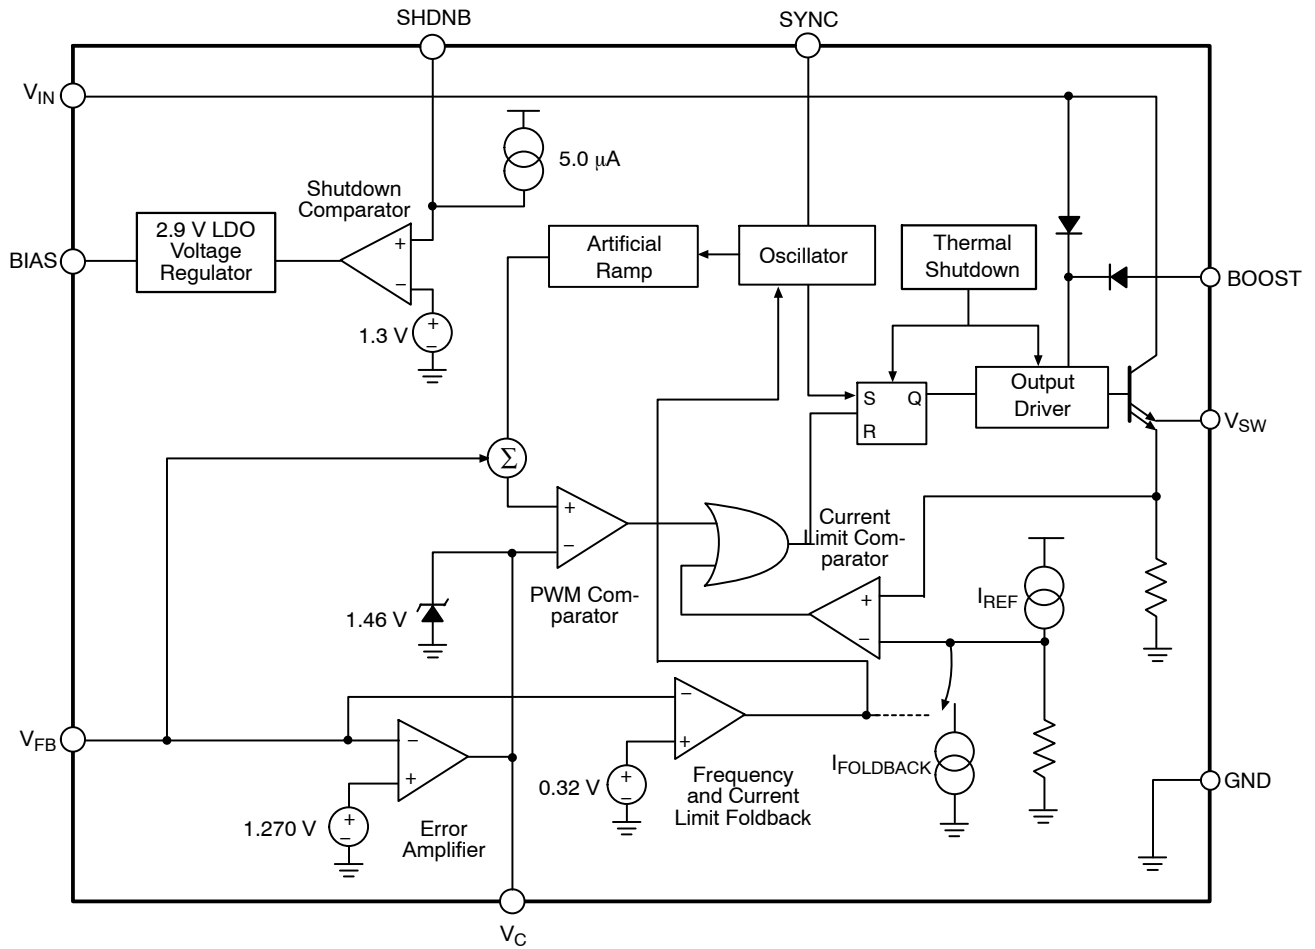 SHDNB
SYNC
VIN
5.0 μA
Shutdown
Comparator
2.9 V LDO
Voltage
Regulator
BIAS
+
−
1.3 V
+
−
Artificial
Ramp
Oscillator
Thermal
Shutdown
BOOST
S
Q
R
Output
Driver
VSW
Σ
+
−
PWM Com-
parator
1.46 V
Current
Limit Com-
parator
+
−
IREF
VFB
−
+
1.270 V
+
−
Error
Amplifier
−
+
0.32 V
+
−
Frequency
and Current
Limit Foldback
IFOLDBACK
GND
VC